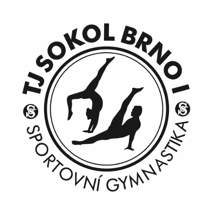 TJ SOKOL BRNO I
SPORTOVNÍ GYMNASTIKA